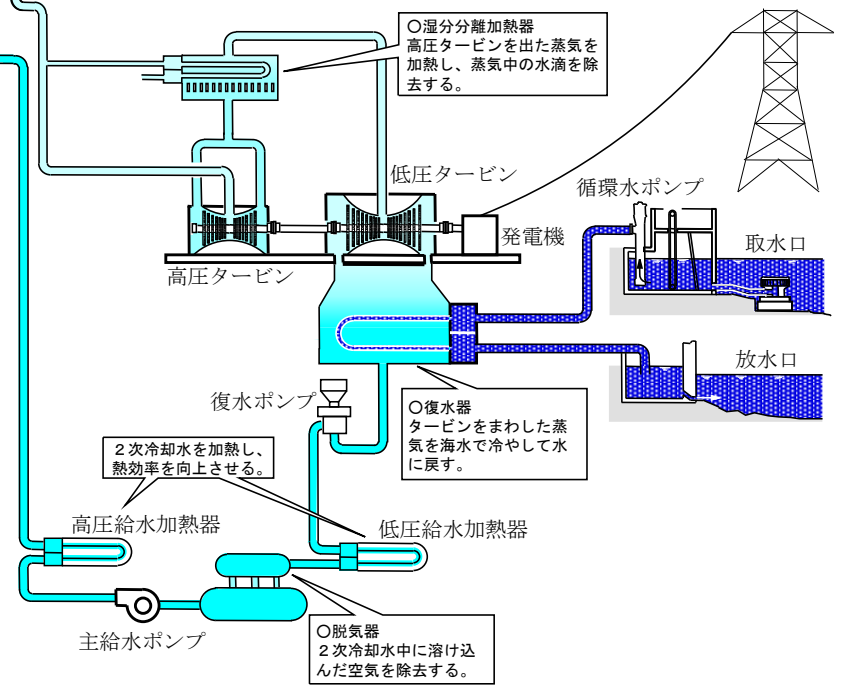 ○湿分分離加熱器
高圧タービンを出た蒸気を
加熱し、蒸気中の水滴を除
去する。
低圧タービン
循環水ポンプ
発電機
取水口
高圧タービン
放水口
復水ポンプ
○復水器
タービンをまわした蒸
気を海水で冷やして水
に戻す。
２次冷却水を加熱し、
熱効率を向上させる。
高圧給水加熱器
低圧給水加熱器
主給水ポンプ
○脱気器
２次冷却水中に溶け込
んだ空気を除去する。